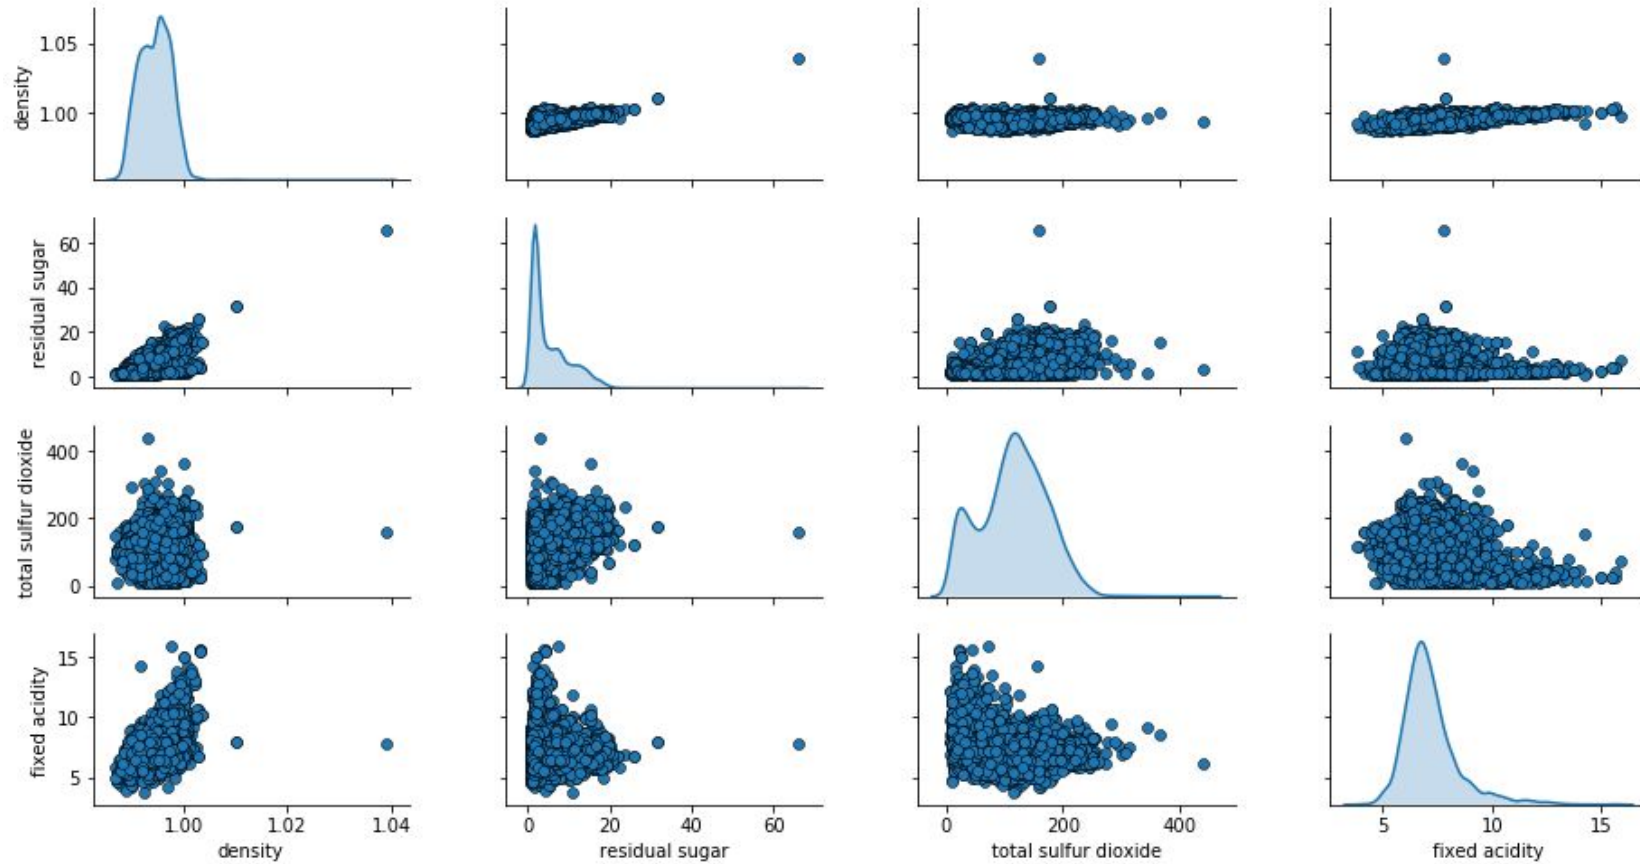 density
1.05
1.00
residual sugar
60
40
20
0
total sulfur dioxide
400
200
0
fixed acidity
15
10
5
1.00 1.02 1.04
density
0 20 40 60
residual sugar
0 200 400
total sulfur dioxide
5 10 15
fixed acidity